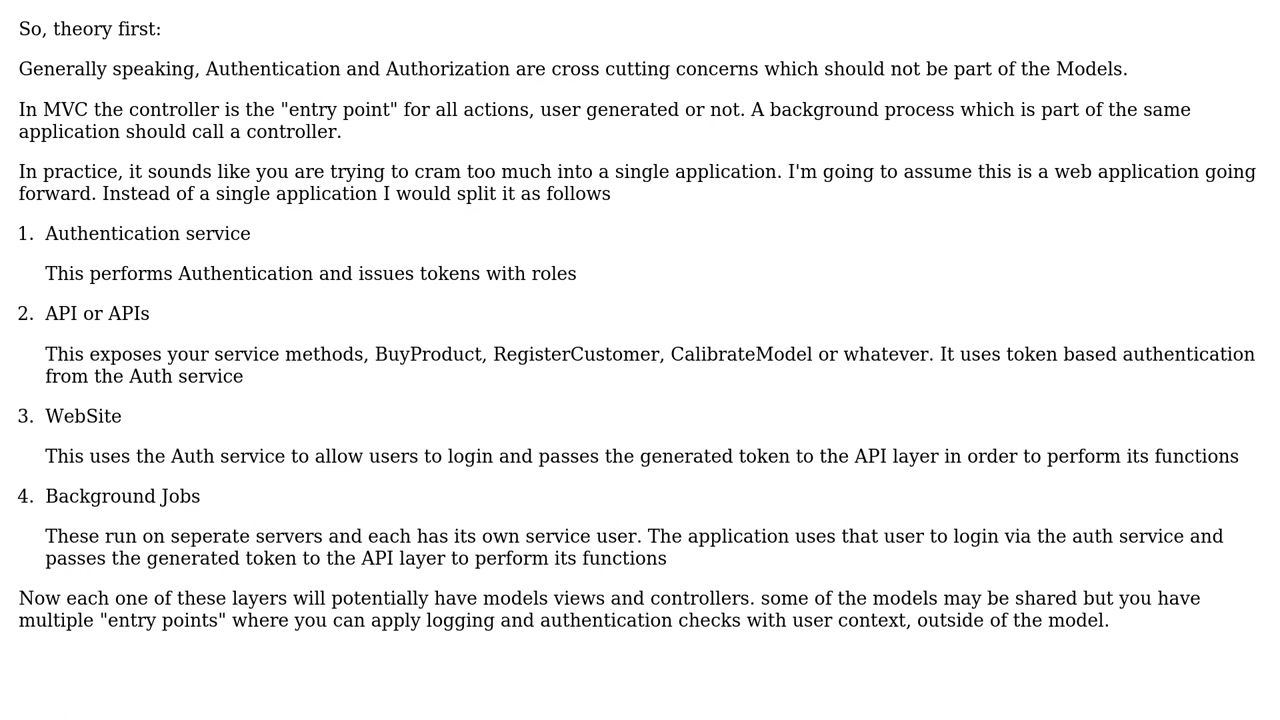 So, theory first:
Generally speaking, Authentication and Authorization are cross cutting concerns which should not be part of the Models.
In MVC the controller is the "entry point" for all actions, user generated or not. A background process which is part of the same
application should call a controller.
In practice, it sounds like you are trying to cram too much into a single application. I'm going to assume this is a web application going
forward. Instead of a single application I would split it as follows
1. Authentication service
This performs Authentication and issues tokens with roles
2. API or APIs
This exposes your service methods, BuyProduct, RegisterCustomer, CalibrateModel or whatever. It uses token based authentication
from the Auth service
3. WebSite
This uses the Auth service to allow users to login and passes the generated token to the API layer in order to perform its functions
4. Background Jobs
These run on seperate servers and each has its own service user. The application uses that user to login via the auth service and
passes the generated token to the API layer to perform its functions
Now each one of these layers will potentially have models views and controllers. some of the models may be shared but you have
multiple "entry points" where you can apply logging and authentication checks with user context, outside of the model.